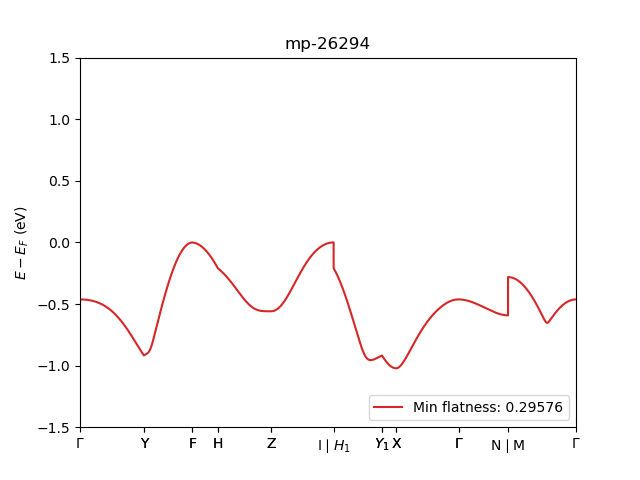 mp-26294
E − E_F (eV)
1.5
1.0
0.5
0.0
−0.5
−1.0
−1.5
Min flatness: 0.29576
Γ Y F H Z I | H₁ Y₁ X Γ N | M Γ